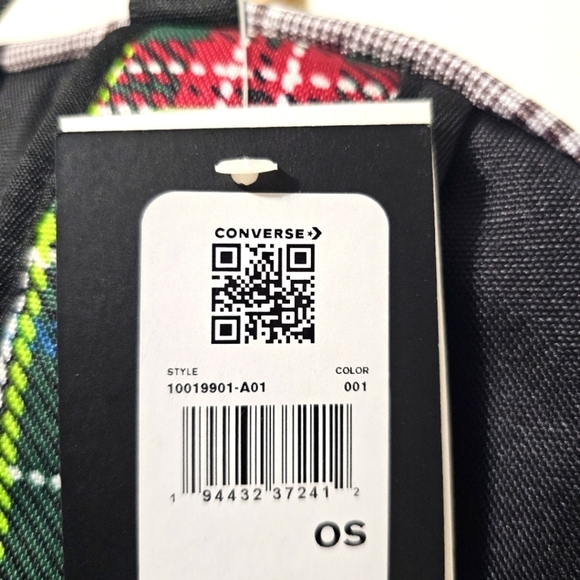 CONVERSE
STYLE COLOR
10019901-A01 001
1 94432 37241 2
OS